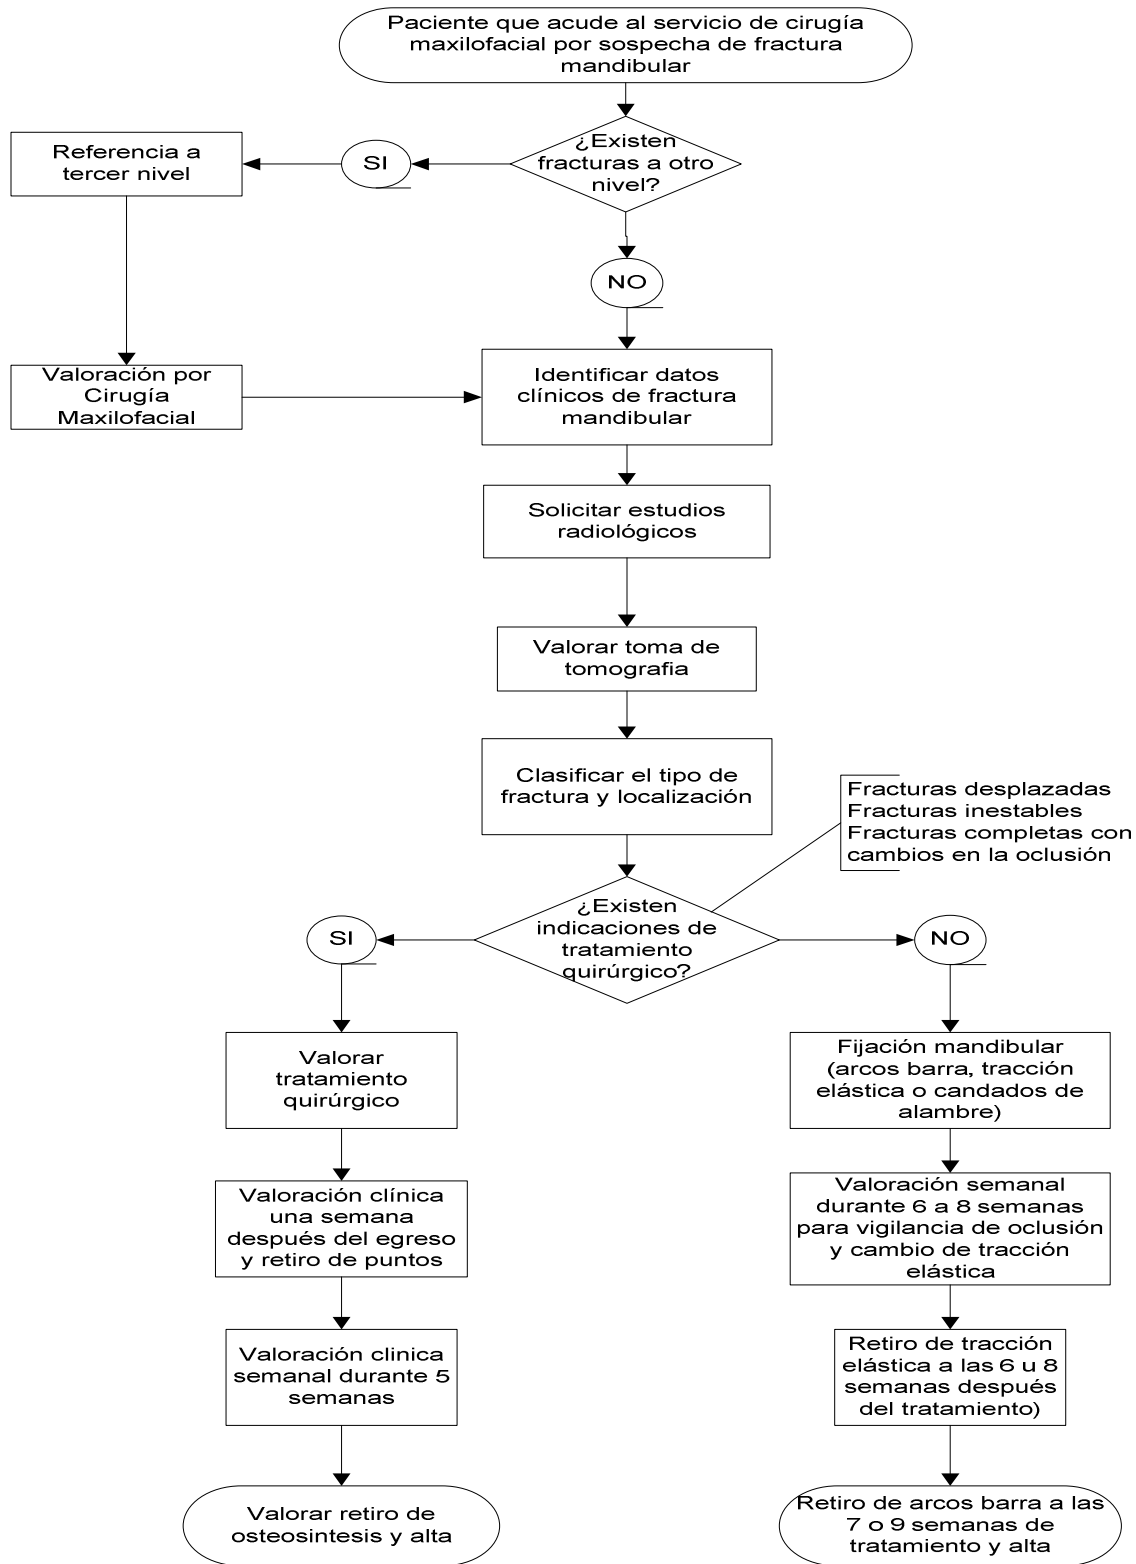 Paciente que acude al servicio de cirugía
maxilofacial por sospecha de fractura
mandibular
¿Existen
fracturas a otro
nivel?
SI
Referencia a
tercer nivel
NO
Valoración por
Cirugía
Maxilofacial
Identificar datos
clínicos de fractura
mandibular
Solicitar estudios
radiológicos
Valorar toma de
tomografia
Clasificar el tipo de
fractura y localización
Fracturas desplazadas
Fracturas inestables
Fracturas completas con
cambios en la oclusión
¿Existen
indicaciones de
tratamiento
quirúrgico?
SI
NO
Valorar
tratamiento
quirúrgico
Valoración clínica
una semana
después del egreso
y retiro de puntos
Valoración clinica
semanal durante 5
semanas
Valorar retiro de
osteosintesis y alta
Fijación mandibular
(arcos barra, tracción
elástica o candados de
alambre)
Valoración semanal
durante 6 a 8 semanas
para vigilancia de oclusión
y cambio de tracción
elástica
Retiro de tracción
elástica a las 6 u 8
semanas después
del tratamiento)
Retiro de arcos barra a las
7 o 9 semanas de
tratamiento y alta